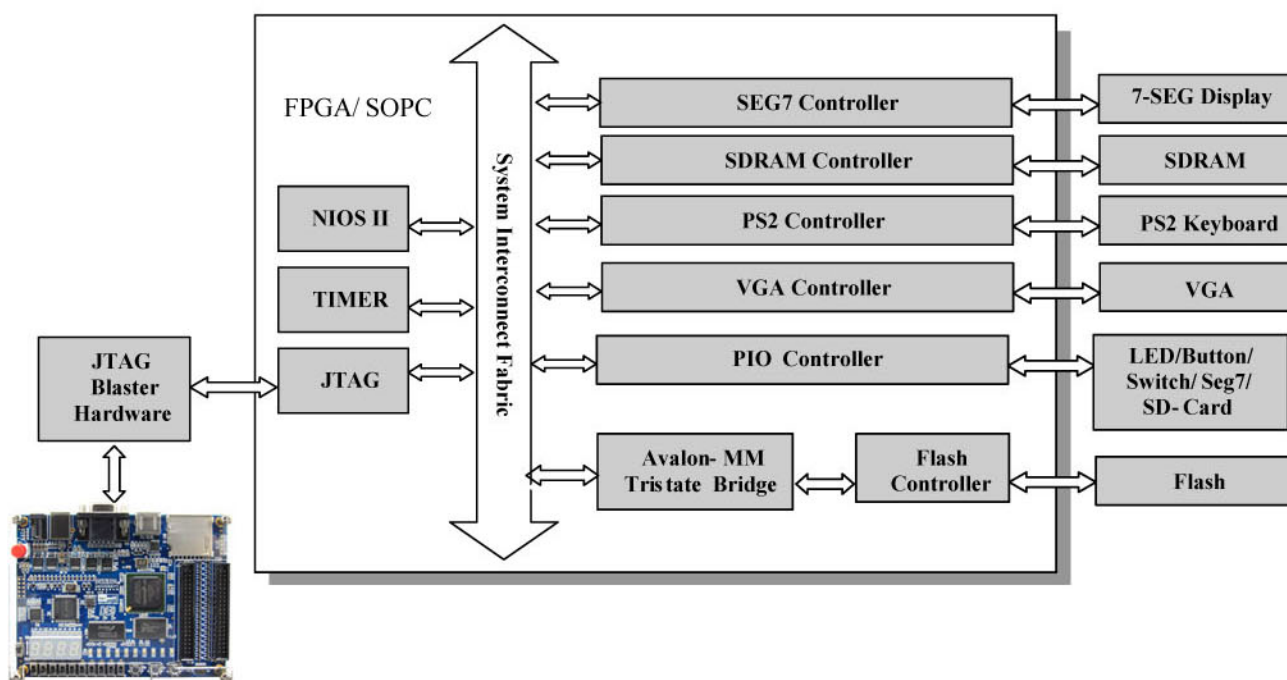 FPGA/ SOPC
System Interconnect Fabric
NIOS II
TIMER
JTAG
JTAG
Blaster
Hardware
SEG7 Controller
7-SEG Display
SDRAM Controller
SDRAM
PS2 Controller
PS2 Keyboard
VGA Controller
VGA
PIO Controller
LED/Button/
Switch/ Seg7/
SD- Card
Avalon- MM
Tristate Bridge
Flash
Controller
Flash